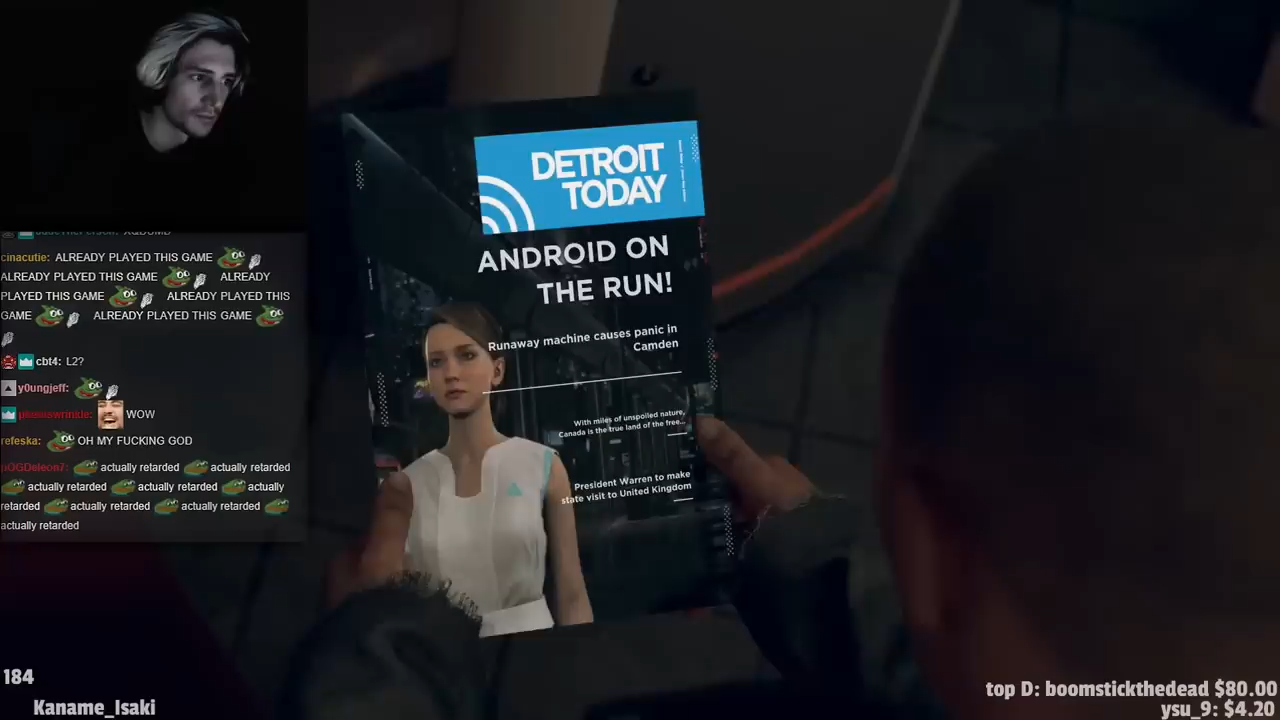 DETROIT
TODAY
ANDROID ON
THE RUN!
Runaway machine causes panic in
Camden
With miles of unspoiled nature,
Canada is the true land of the free...
President Warren to make
state visit to United Kingdom
cinacutie: ALREADY PLAYED THIS GAME
ALREADY PLAYED THIS GAME ALREADY
PLAYED THIS GAME ALREADY PLAYED THIS
GAME ALREADY PLAYED THIS GAME
cbt4: L2?
y0ungjeff:
WOW
refeska: OH MY FUCKING GOD
nOGDeleon7: actually retarded actually retarded
actually retarded actually retarded actually
retarded actually retarded actually retarded
actually retarded
184
Kaname_Isaki
top D: boomstickthedead $80.00
ysu_9: $4.20